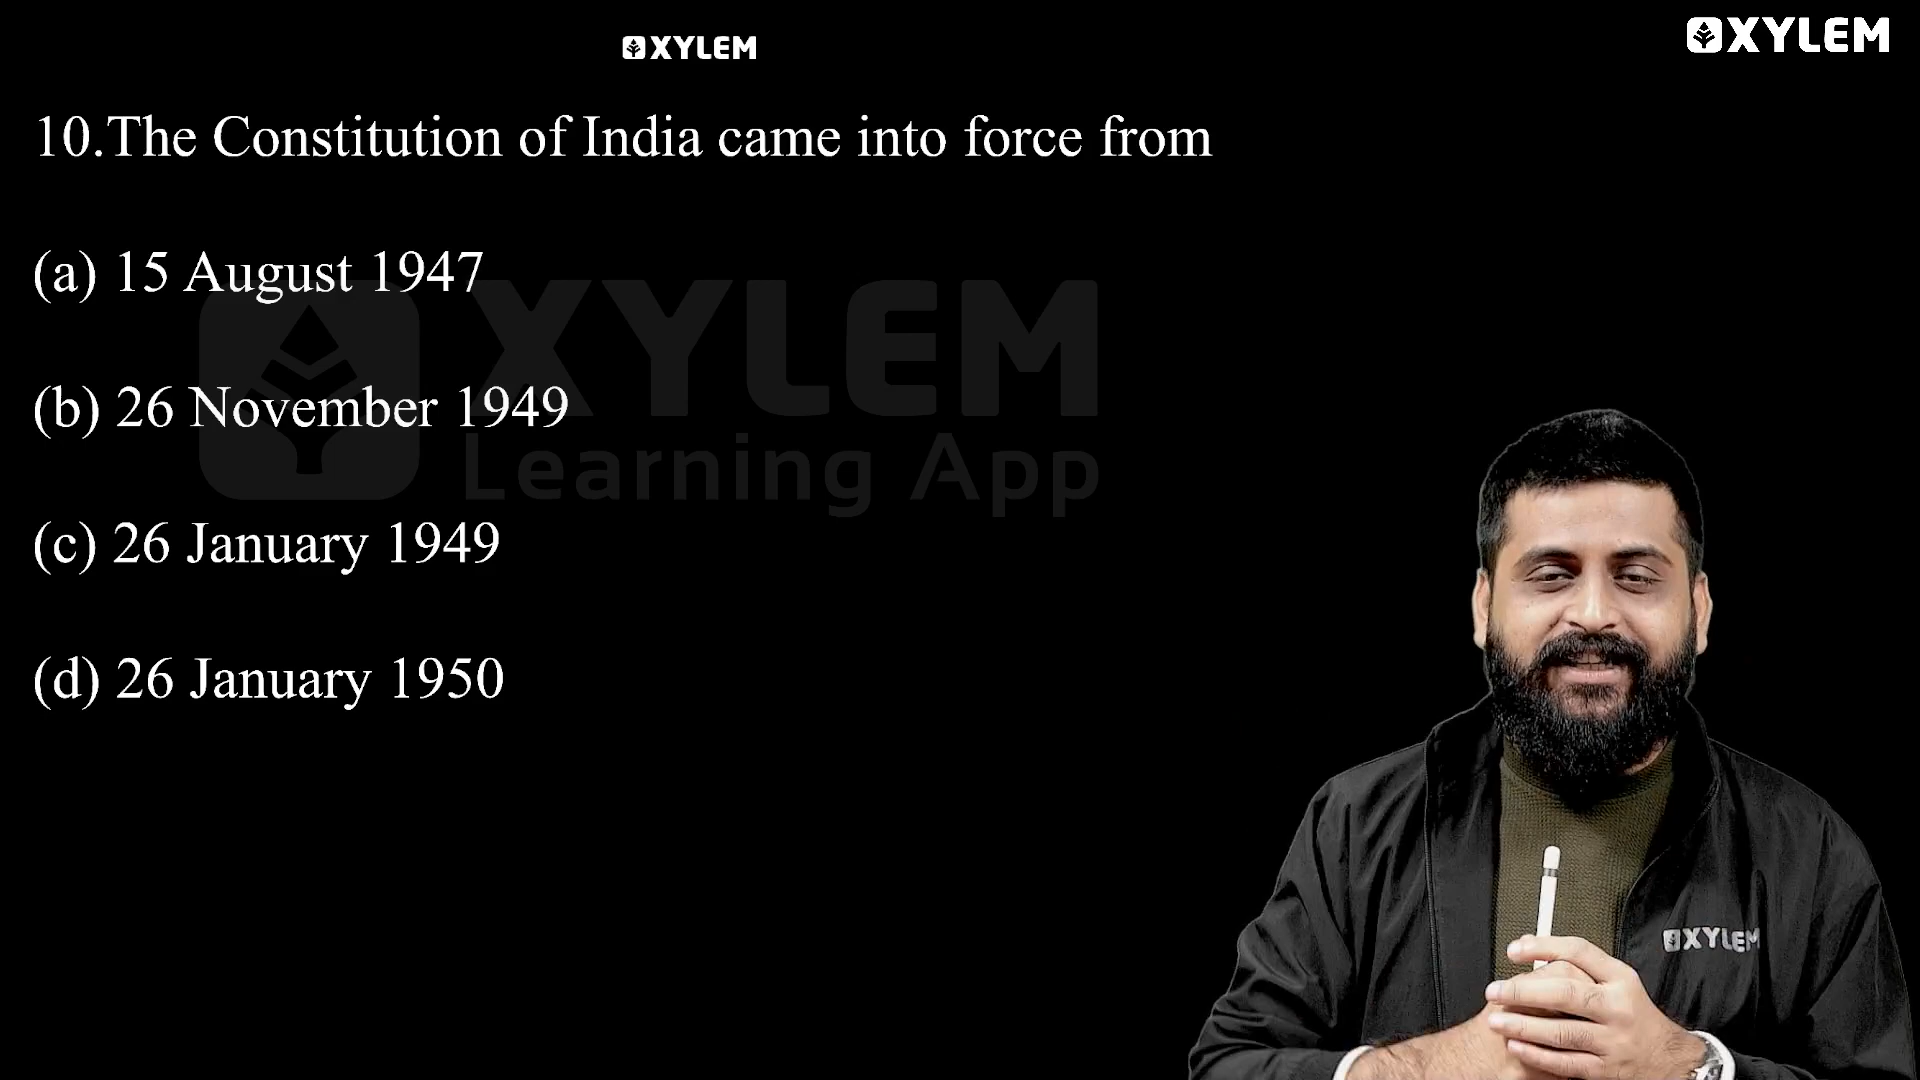 XYLEM
XYLEM
10.The Constitution of India came into force from
(a) 15 August 1947
(b) 26 November 1949
(c) 26 January 1949
(d) 26 January 1950
XYLEM
Learning App
XYLEM